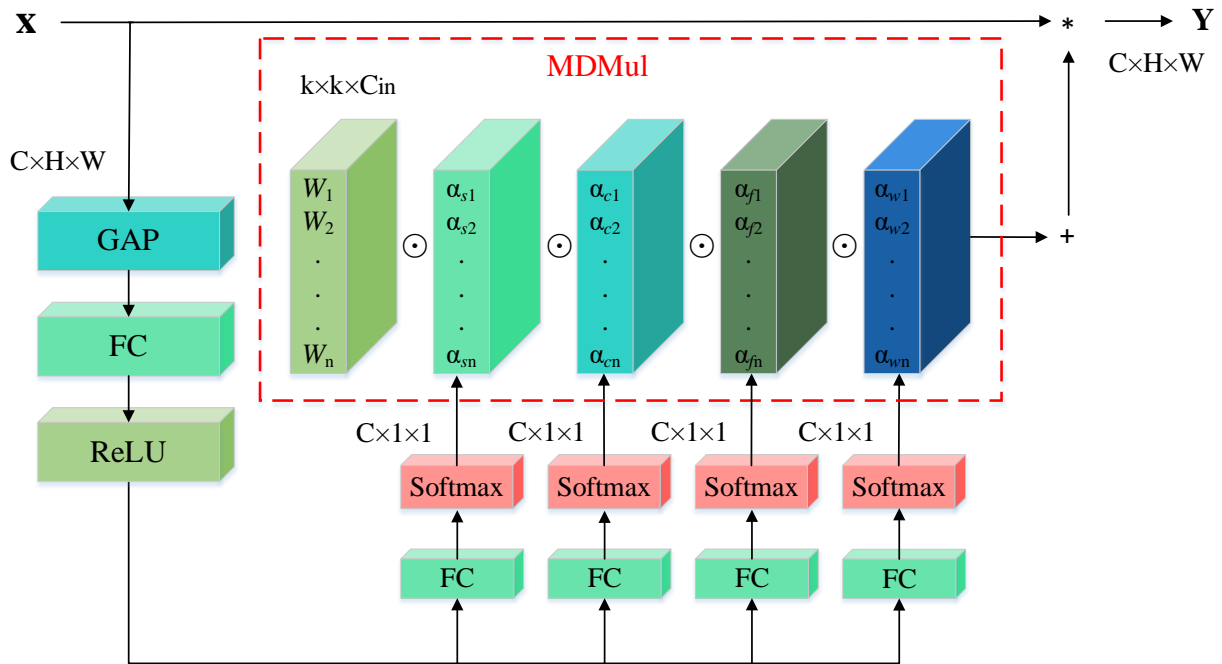 X
*
Y
MDMul
C×H×W
k×k×Cin
C×H×W
W1 αs1 αc1 αf1 αw1
W2 αs2 αc2 αf2 αw2
. . . . .
. . . . .
. . . . .
Wn αsn αcn αfn αwn
⊙ ⊙ ⊙ ⊙
+
GAP
FC
ReLU
C×1×1 C×1×1 C×1×1 C×1×1
Softmax Softmax Softmax Softmax
FC FC FC FC